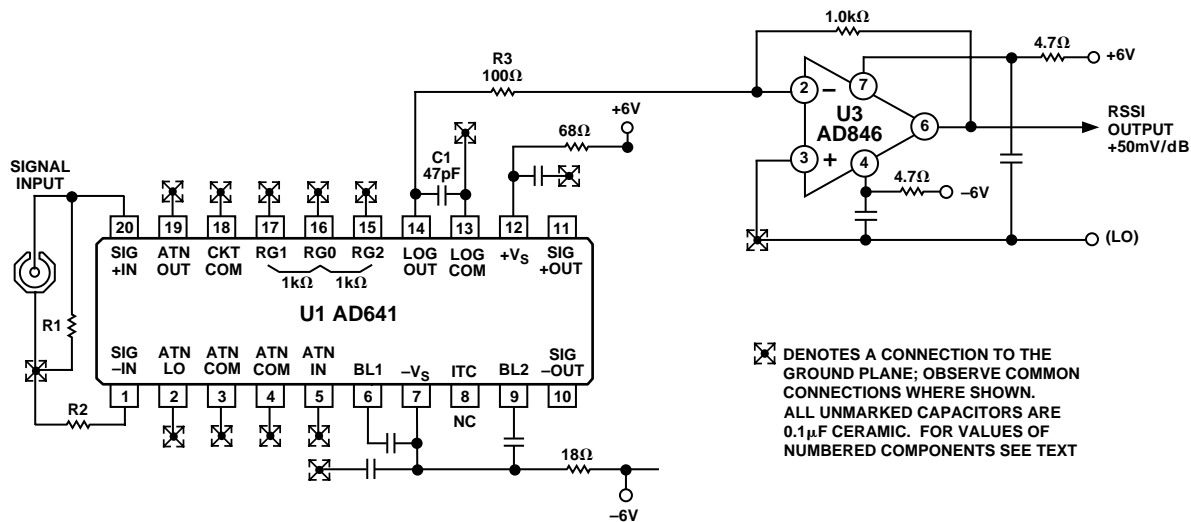 1.0kΩ
4.7Ω
+6V
R3
100Ω
2
–
7
U3
AD846
6
RSSI
OUTPUT
+50mV/dB
3
+
4
4.7Ω
–6V
(LO)
+6V
68Ω
C1
47pF
SIGNAL
INPUT
20 19 18 17 16 15 14 13 12 11
SIG
+IN
ATN
OUT
CKT
COM
RG1 RG0 RG2
LOG
OUT
LOG
COM
+VS
SIG
+OUT
1kΩ 1kΩ
U1 AD641
R1
SIG
–IN
ATN
LO
ATN
COM
ATN
COM
ATN
IN
BL1
–VS
ITC
BL2
SIG
–OUT
1 2 3 4 5 6 7 8 9 10
NC
R2
18Ω
–6V
DENOTES A CONNECTION TO THE
GROUND PLANE; OBSERVE COMMON
CONNECTIONS WHERE SHOWN.
ALL UNMARKED CAPACITORS ARE
0.1µF CERAMIC. FOR VALUES OF
NUMBERED COMPONENTS SEE TEXT